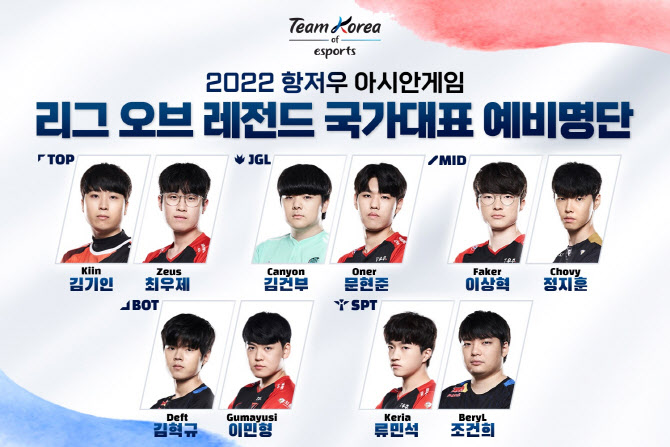 Team Korea
of
esports
2022 항저우 아시안게임
리그 오브 레전드 국가대표 예비명단
TOP
JGL
MID
Kiin
Zeus
Canyon
Oner
Faker
Chovy
김기인
최우제
김건부
문현준
이상혁
정지훈
BOT
SPT
Deft
Gumayusi
Keria
BeryL
김혁규
이민형
류민석
조건희